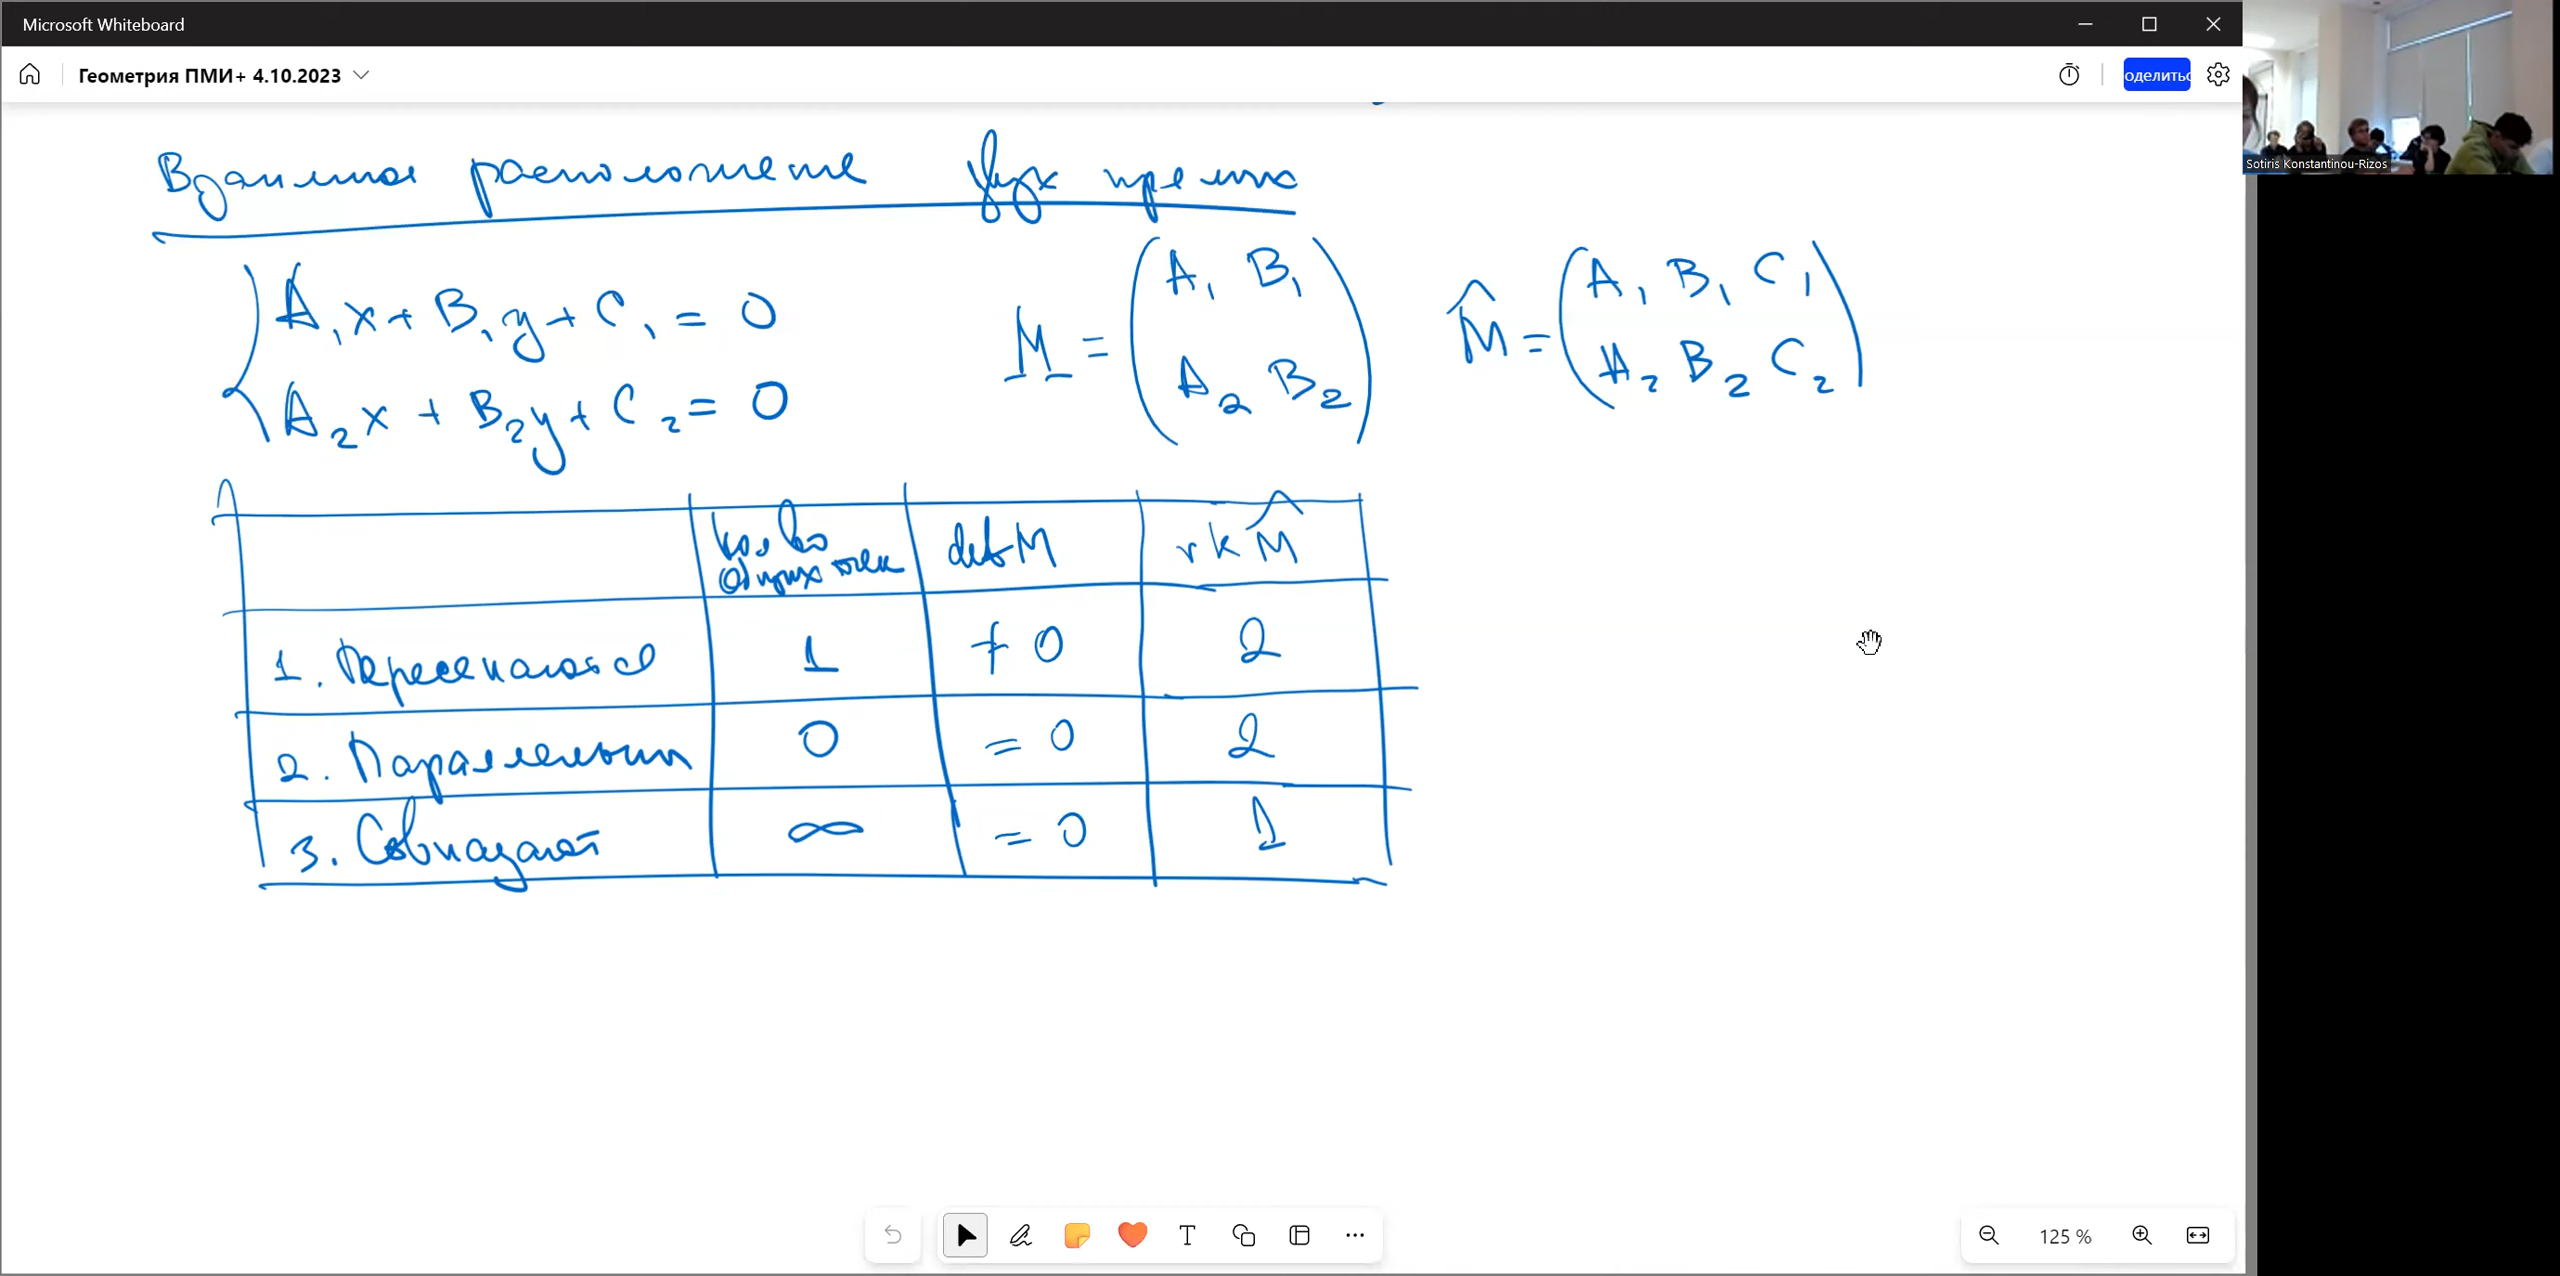 Microsoft Whiteboard
Геометрия ПМИ+ 4.10.2023
оделитьс
Sotiris Konstantinou-Rizos
Взаимное расположение двух прямых
A₁x + B₁y + C₁ = 0
A₂x + B₂y + C₂ = 0
M = (A₁ B₁
A₂ B₂)
M̂ = (A₁ B₁ C₁
A₂ B₂ C₂)
кол-во общих точек det M rk M̂
1. Пересекаются 1 ≠ 0 2
2. Параллельны 0 = 0 2
3. Совпадают ∞ = 0 1
125 %